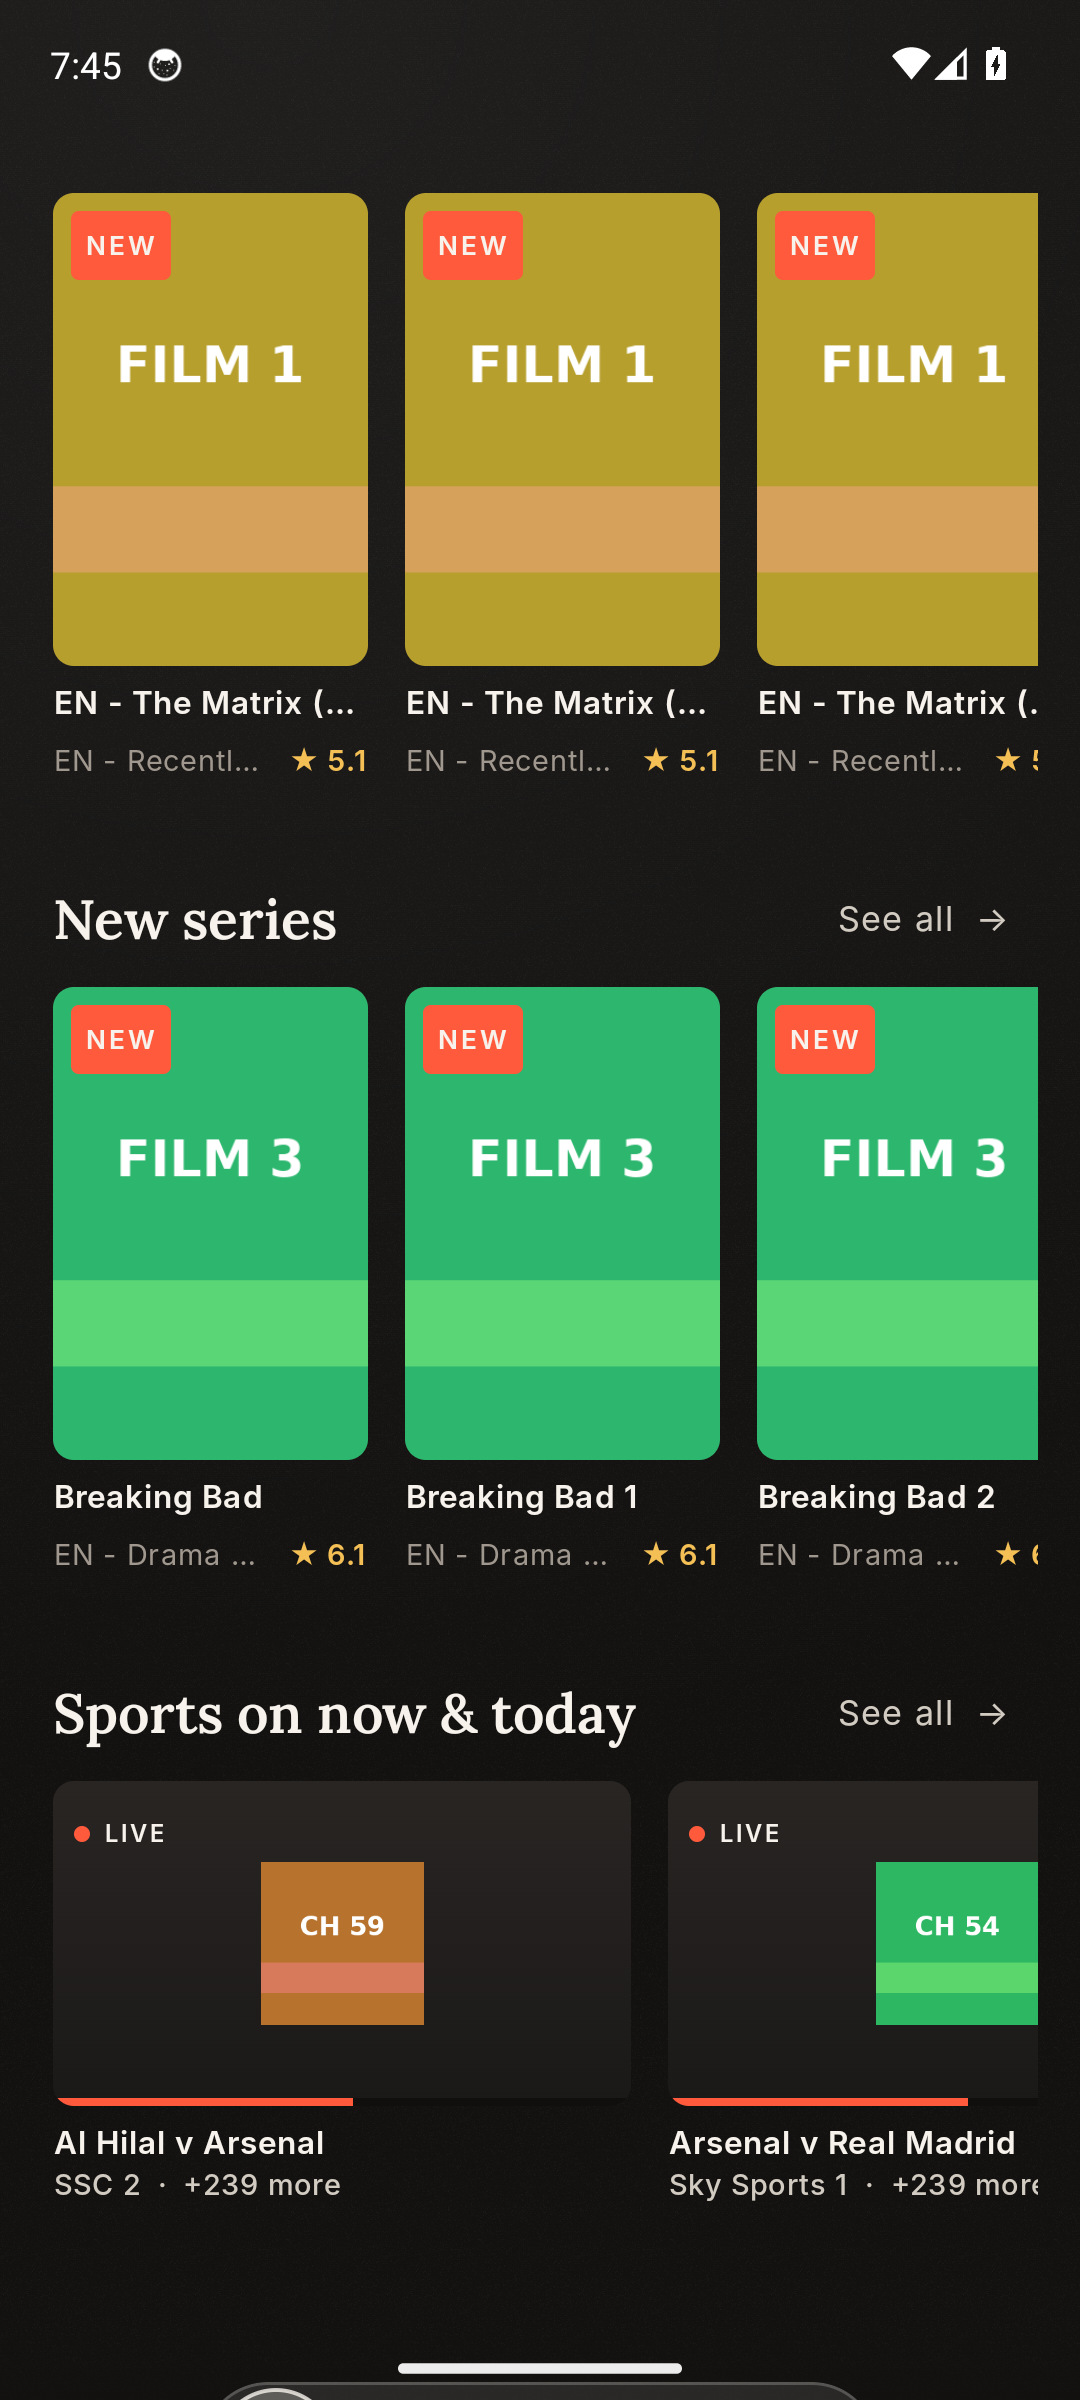 7:45
NEW NEW NEW
FILM 1 FILM 1 FILM 1
EN - The Matrix (... EN - The Matrix (... EN - The Matrix (.
EN - Recentl... ★ 5.1 EN - Recentl... ★ 5.1 EN - Recentl... ★ 5
New series See all →
NEW NEW NEW
FILM 3 FILM 3 FILM 3
Breaking Bad Breaking Bad 1 Breaking Bad 2
EN - Drama ... ★ 6.1 EN - Drama ... ★ 6.1 EN - Drama ... ★ 6
Sports on now & today See all →
LIVE LIVE
CH 59 CH 54
Al Hilal v Arsenal Arsenal v Real Madrid
SSC 2 · +239 more Sky Sports 1 · +239 more